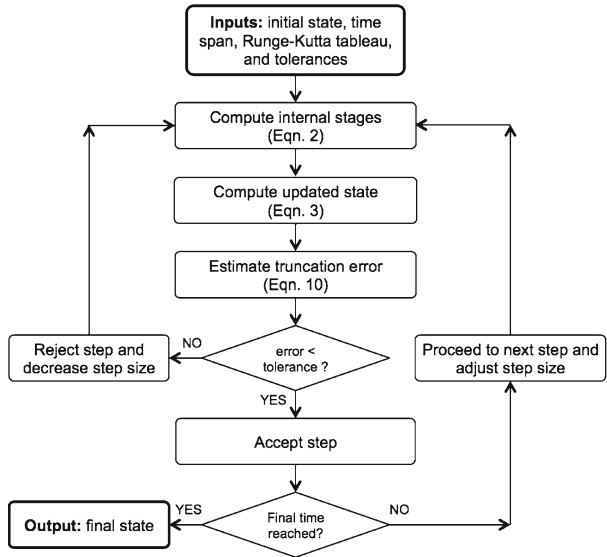 Inputs: initial state, time
span, Runge-Kutta tableau,
and tolerances
Compute internal stages
(Eqn. 2)
Compute updated state
(Eqn. 3)
Estimate truncation error
(Eqn. 10)
Reject step and
decrease step size
NO
error <
tolerance ?
Proceed to next step and
adjust step size
YES
Accept step
Output: final state
YES
Final time
reached?
NO